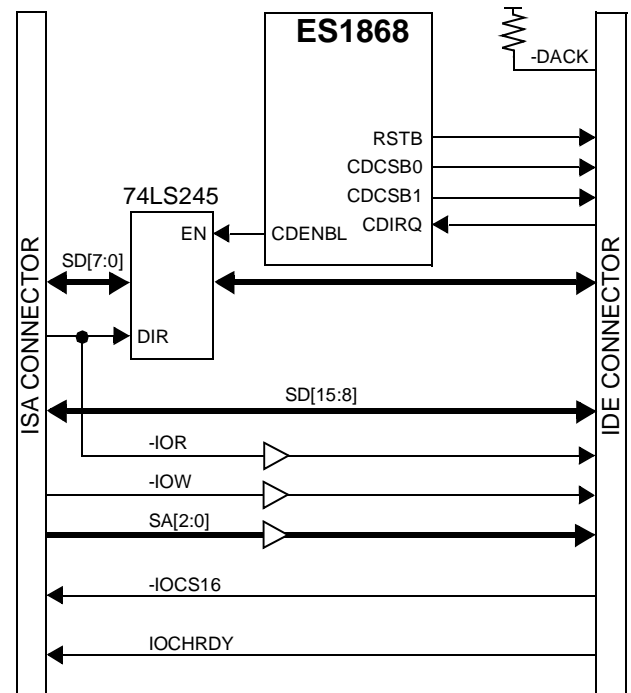 ES1868
-DACK
RSTB
CDCSB0
CDCSB1
CDIRQ
CDENBL
74LS245
EN
DIR
SD[7:0]
ISA CONNECTOR
IDE CONNECTOR
SD[15:8]
-IOR
-IOW
SA[2:0]
-IOCS16
IOCHRDY